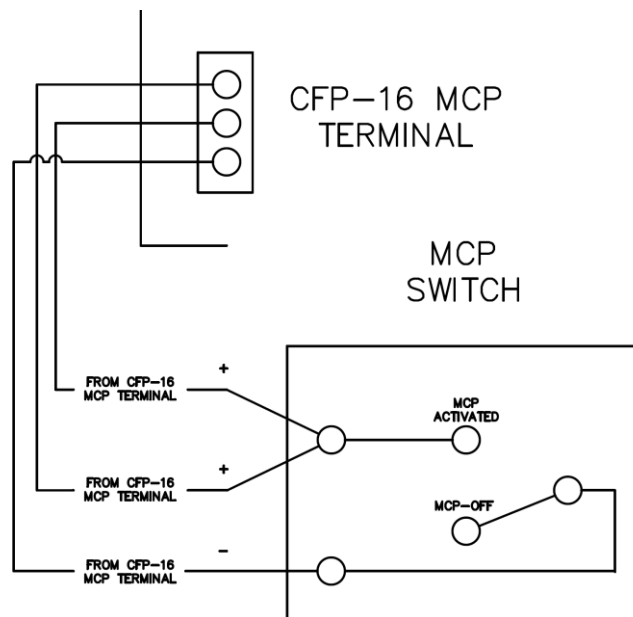 CFP-16 MCP
TERMINAL
MCP
SWITCH
+
FROM CFP-16
MCP TERMINAL
MCP
ACTIVATED
+
FROM CFP-16
MCP TERMINAL
MCP-OFF
-
FROM CFP-16
MCP TERMINAL